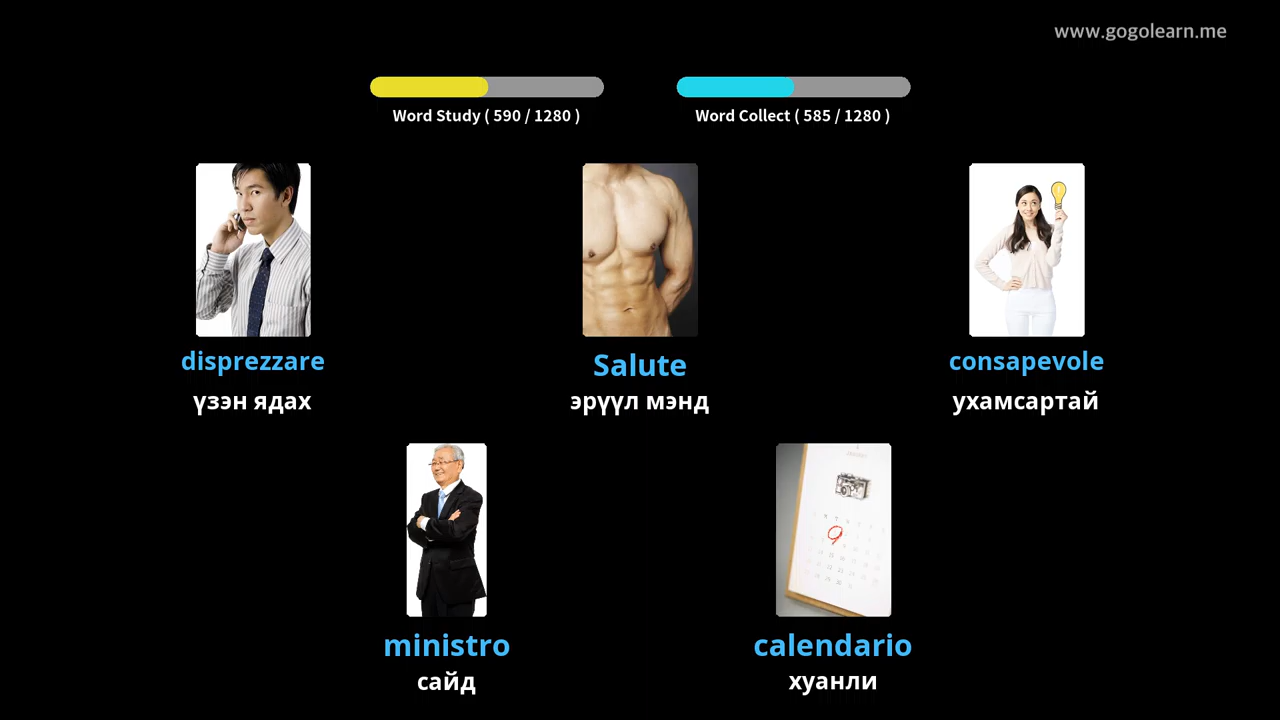 www.gogolearn.me
Word Study ( 590 / 1280 )
Word Collect ( 585 / 1280 )
disprezzare
үзэн ядах
Salute
эрүүл мэнд
consapevole
ухамсартай
ministro
сайд
calendario
хуанли